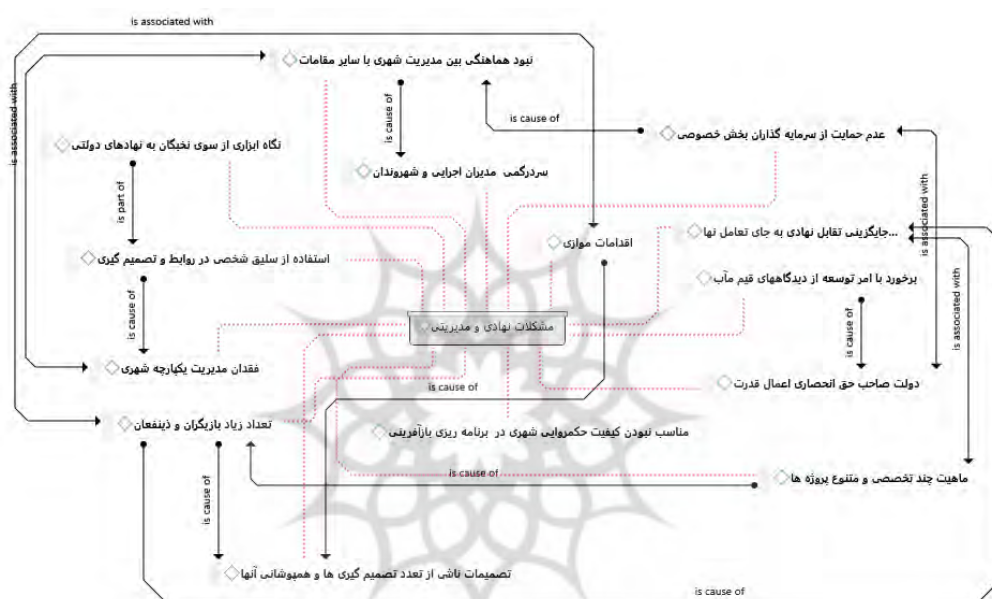 is associated with
نبود هماهنگی بین مدیریت شهری با سایر مقامات
is associated with
is cause of
is cause of
عدم حمایت از سرمایه گذاران بخش خصوصی
نگاه ابزاری از سوی نخبگان به نهادهای دولتی
سردرگمی مدیران اجرایی و شهروندان
is part of
is associated with
جایگزینی تقابل نهادی به جای تعامل نها...
اقدامات موازی
استفاده از سلیق شخصی در روابط و تصمیم گیری
برخورد با امر توسعه از دیدگاههای قیم مآب
is cause of
is cause of
is associated with
مشکلات نهادی و مدیریتی
فقدان مدیریت یکپارچه شهری
is cause of
دولت صاحب حق انحصاری اعمال قدرت
تعداد زیاد بازیگران و ذینفعان
مناسب نبودن کیفیت حکمروایی شهری در برنامه ریزی بازآفرینی
is cause of
is cause of
ماهیت چند تخصصی و متنوع پروژه ها
تصمیمات ناشی از تعدد تصمیم گیری ها و همپوشانی آنها
is cause of